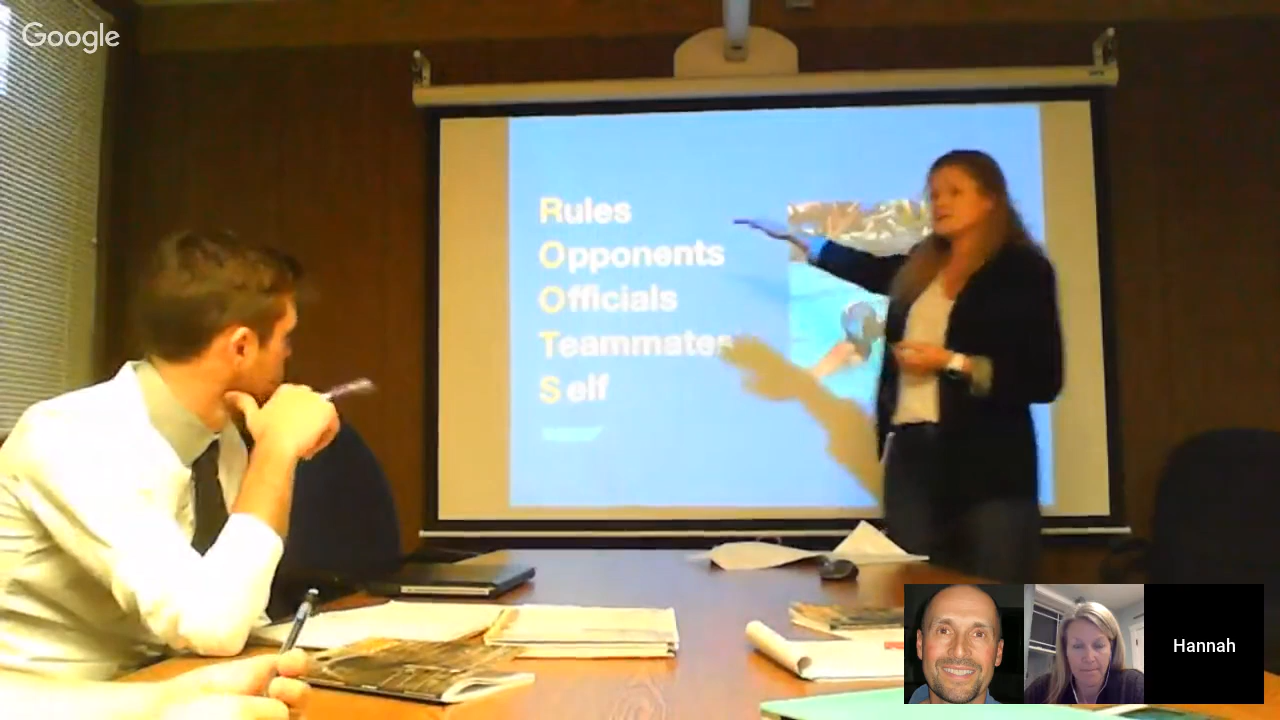 Google
Rules
Opponents
Officials
Teammates
Self
Hannah